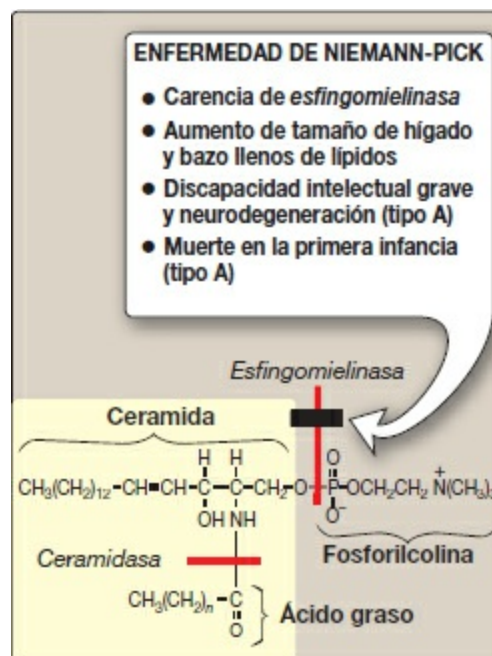 ENFERMEDAD DE NIEMANN-PICK
● Carencia de esfingomielinasa
● Aumento de tamaño de hígado
y bazo llenos de lípidos
● Discapacidad intelectual grave
y neurodegeneración (tipo A)
● Muerte en la primera infancia
(tipo A)
Esfingomielinasa
Ceramida
H H O
CH₃(CH₂)₁₂–CH=CH–C–C–CH₂–O–P–OCH₂CH₂ N⁺(CH₃)
OH NH O⁻
Ceramidasa
Fosforilcolina
CH₃(CH₂)ₙ–C
O
Ácido graso